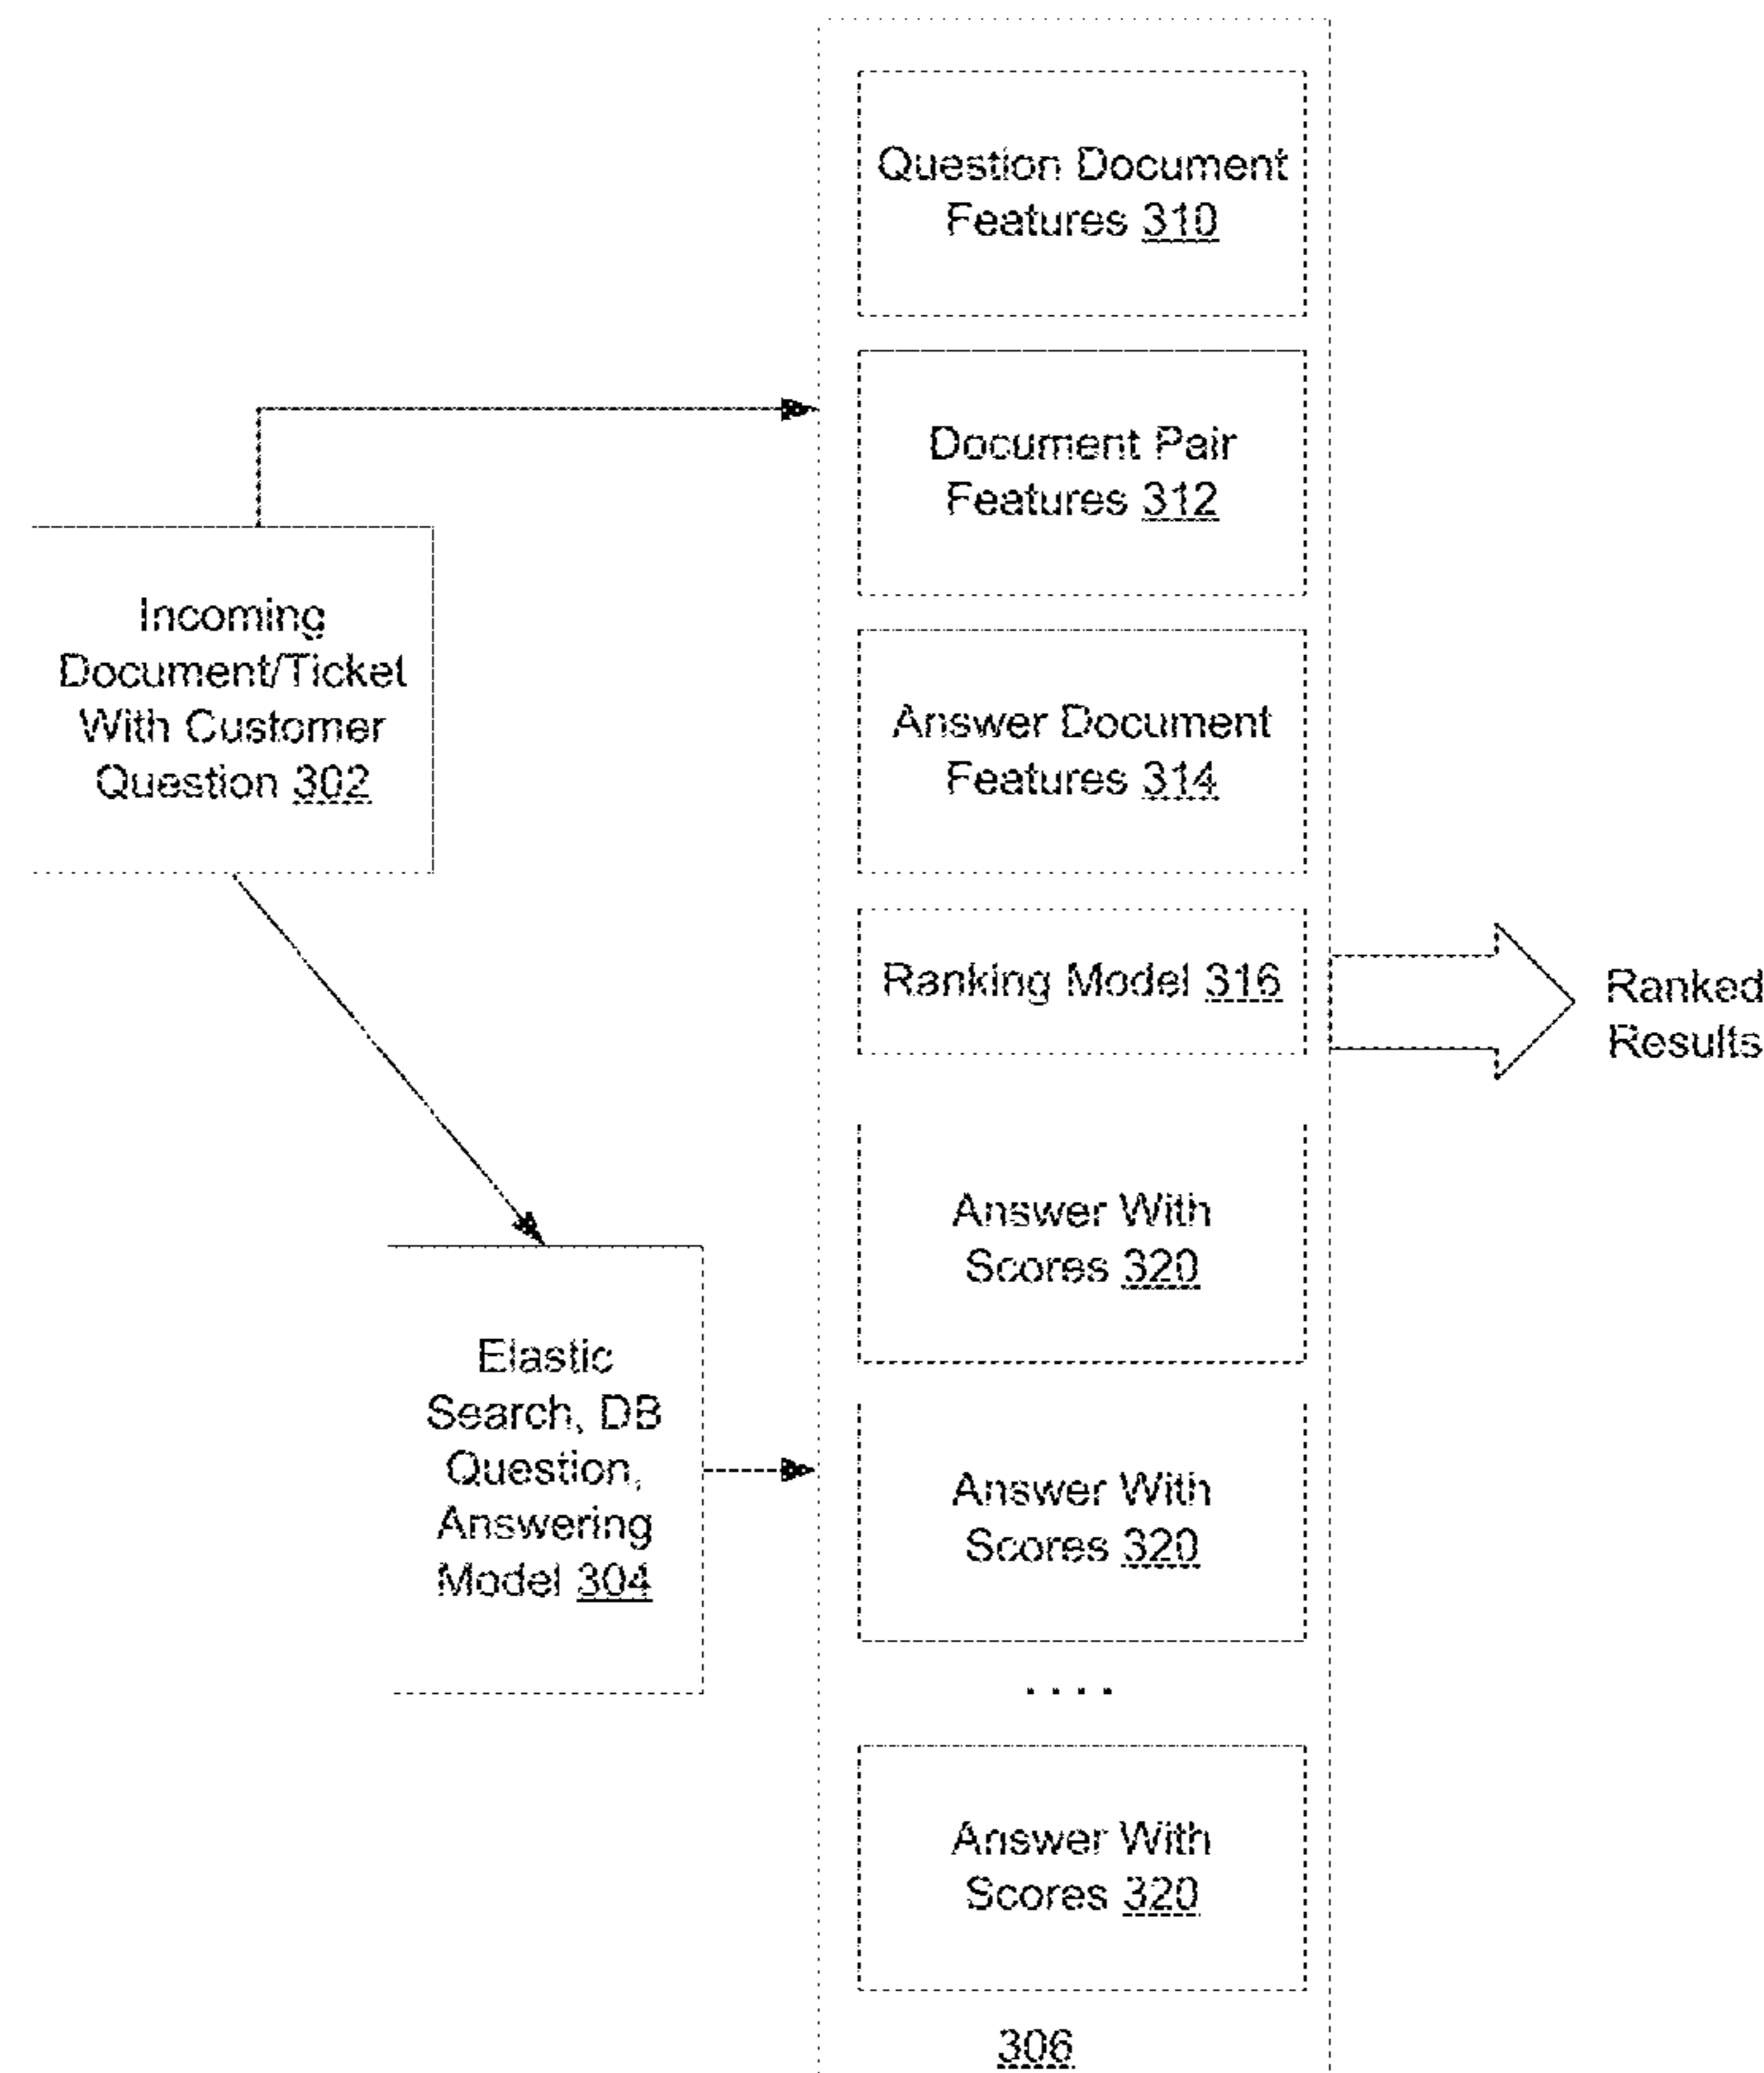 Question Document
Features 310
Document Pair
Features 312
Incoming
Document/Ticket
With Customer
Question 302
Answer Document
Features 314
Ranking Model 316
Ranked
Results
Answer With
Scores 320
Elastic
Search, DB
Question,
Answering
Model 304
Answer With
Scores 320
....
Answer With
Scores 320
306